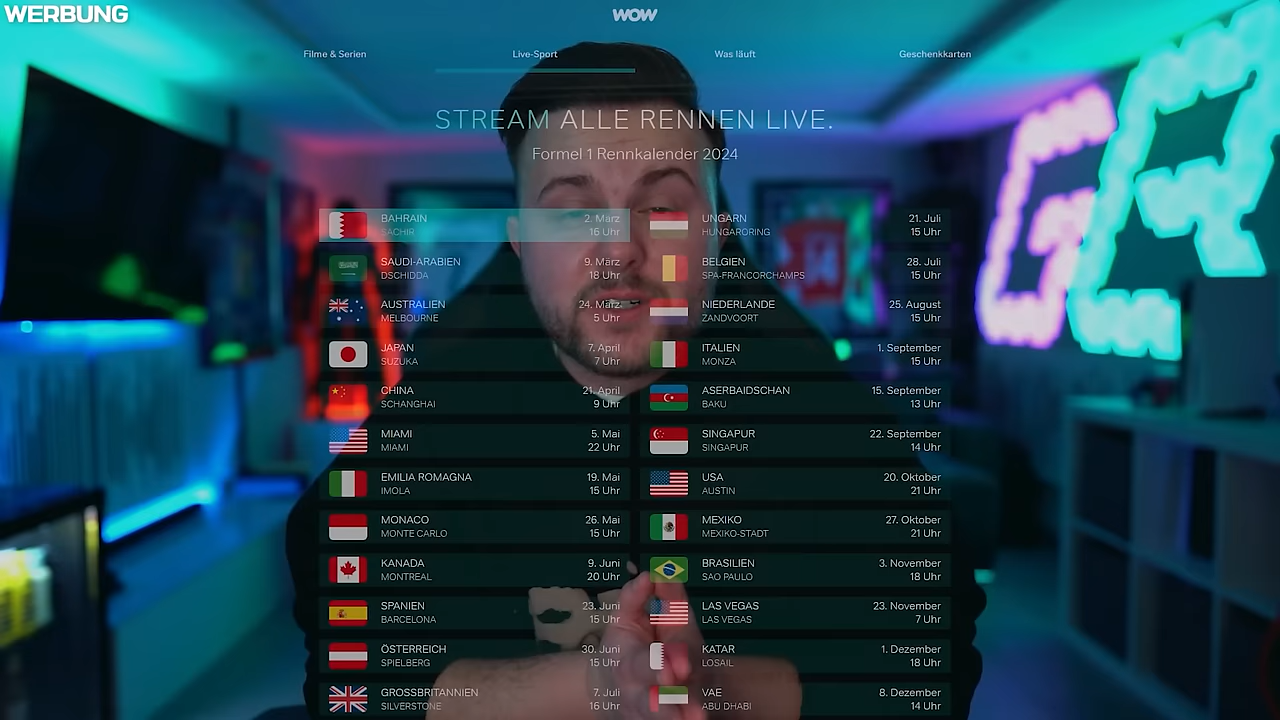 WERBUNG
WOW
Filme & Serien
Live-Sport
Was läuft
Geschenkkarten
STREAM ALLE RENNEN LIVE.
Formel 1 Rennkalender 2024
BAHRAIN 2. März
SACHIR 16 Uhr
SAUDI-ARABIEN 9. März
DSCHIDDA 18 Uhr
AUSTRALIEN 24. März
MELBOURNE 5 Uhr
JAPAN 7. April
SUZUKA 7 Uhr
CHINA 21. April
SCHANGHAI 9 Uhr
MIAMI 5. Mai
MIAMI 22 Uhr
EMILIA ROMAGNA 19. Mai
IMOLA 15 Uhr
MONACO 26. Mai
MONTE CARLO 15 Uhr
KANADA 9. Juni
MONTREAL 20 Uhr
SPANIEN 23. Juni
BARCELONA 15 Uhr
ÖSTERREICH 30. Juni
SPIELBERG 15 Uhr
GROSSBRITANNIEN 7. Juli
SILVERSTONE 16 Uhr
UNGARN 21. Juli
HUNGARORING 15 Uhr
BELGIEN 28. Juli
SPA-FRANCORCHAMPS 15 Uhr
NIEDERLANDE 25. August
ZANDVOORT 15 Uhr
ITALIEN 1. September
MONZA 15 Uhr
ASERBAIDSCHAN 15. September
BAKU 13 Uhr
SINGAPUR 22. September
SINGAPUR 14 Uhr
USA 20. Oktober
AUSTIN 21 Uhr
MEXIKO 27. Oktober
MEXIKO-STADT 21 Uhr
BRASILIEN 3. November
SAO PAULO 18 Uhr
LAS VEGAS 23. November
LAS VEGAS 7 Uhr
KATAR 1. Dezember
LOSAIL 18 Uhr
VAE 8. Dezember
ABU DHABI 14 Uhr